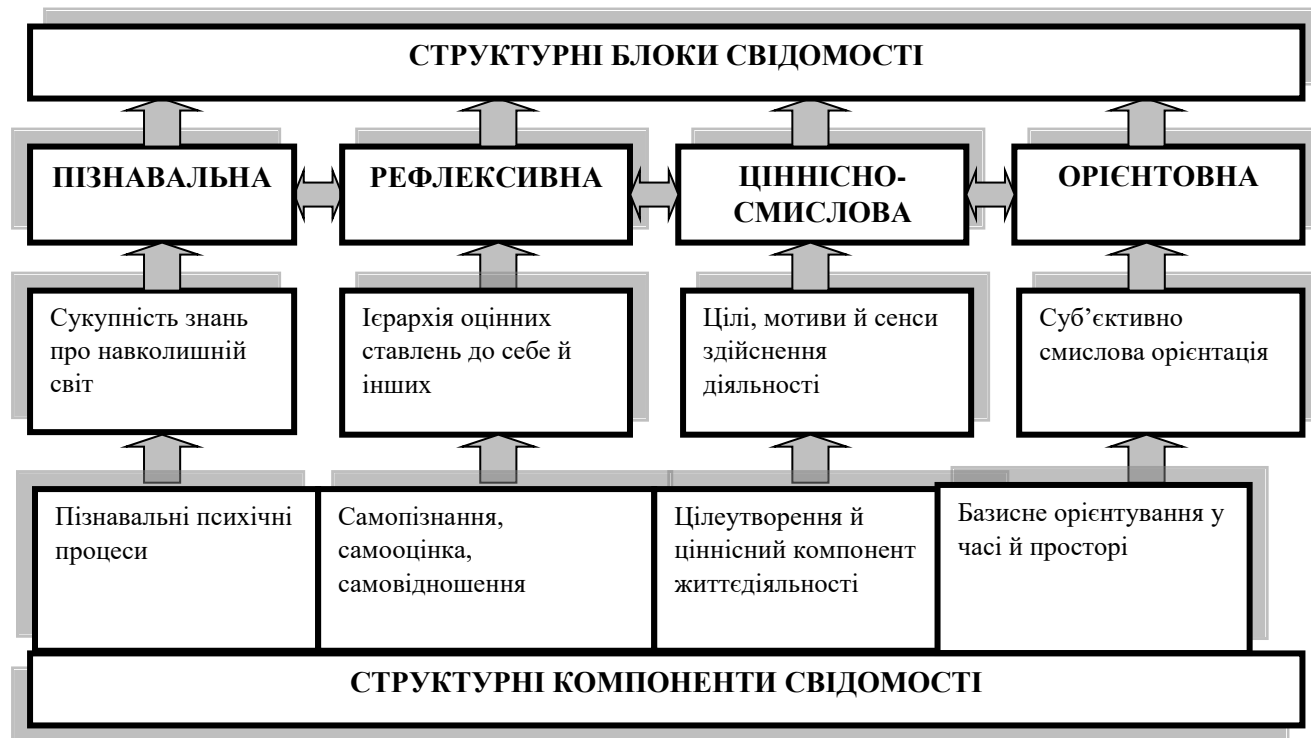 СТРУКТУРНІ БЛОКИ СВІДОМОСТІ
ПІЗНАВАЛЬНА
РЕФЛЕКСИВНА
ЦІННІСНО-
СМИСЛОВА
ОРІЄНТОВНА
Сукупність знань
про навколишній
світ
Ієрархія оцінних
ставлень до себе й
інших
Цілі, мотиви й сенси
здійснення
діяльності
Суб’єктивно
смислова орієнтація
Пізнавальні психічні
процеси
Самопізнання,
самооцінка,
самовідношення
Цілеутворення й
ціннісний компонент
життєдіяльності
Базисне орієнтування у
часі й просторі
СТРУКТУРНІ КОМПОНЕНТИ СВІДОМОСТІ